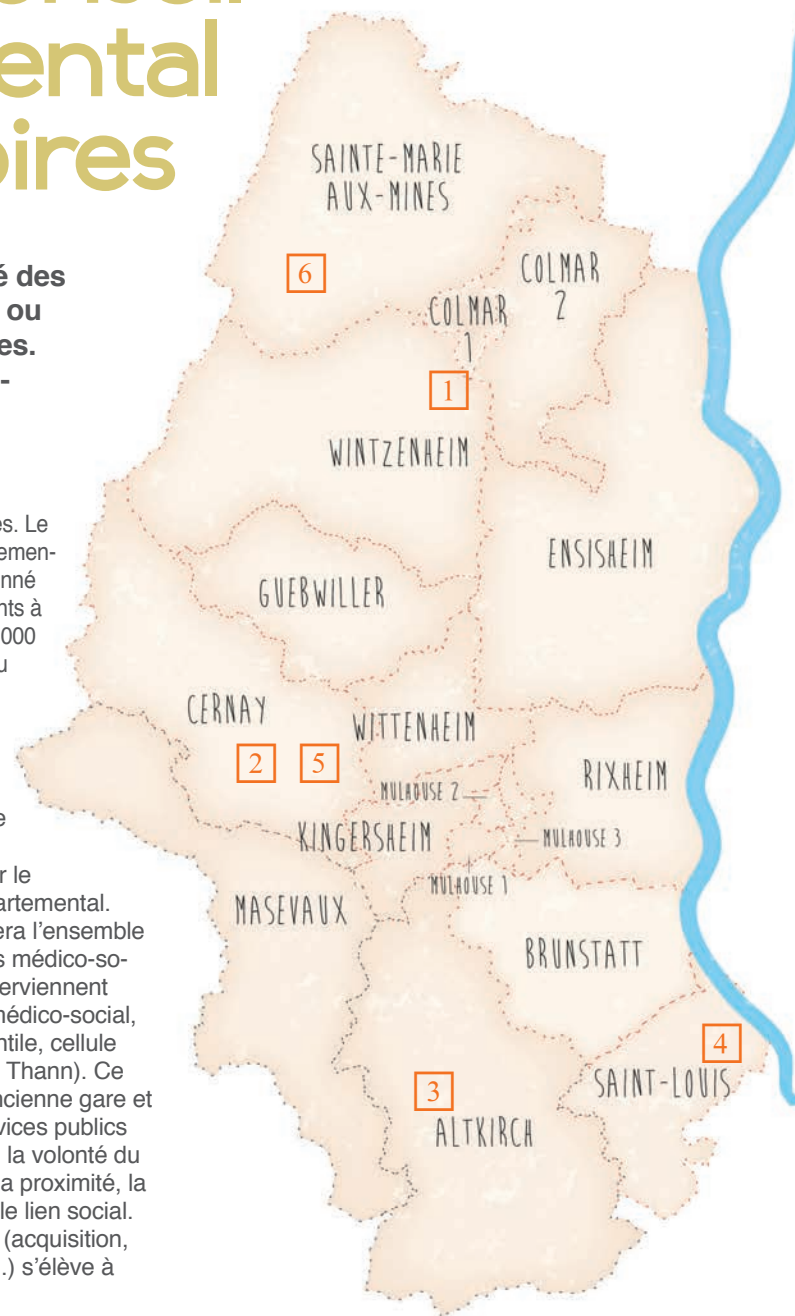 onseil
ental
oires
é des
ou
es.
-
es. Le
emen-
nné
nts à
000
u
e
r le
artemental.
era l'ensemble
s médico-so-
erviennent
médico-social,
ntile, cellule
Thann). Ce
ncienne gare et
vices publics
la volonté du
a proximité, la
le lien social.
(acquisition,
.) s'élève à
SAINTE-MARIE
AUX-MINES
6
COLMAR
2
COLMAR
1
1
WINTZENHEIM
ENSISHEIM
GUEBWILLER
CERNAY
WITTENHEIM
2
5
RIXHEIM
MULHOUSE 2
KINGERSHEIM
MULHOUSE 3
MULHOUSE 1
MASEVAUX
BRUNSTATT
4
SAINT-LOUIS
3
ALTKIRCH